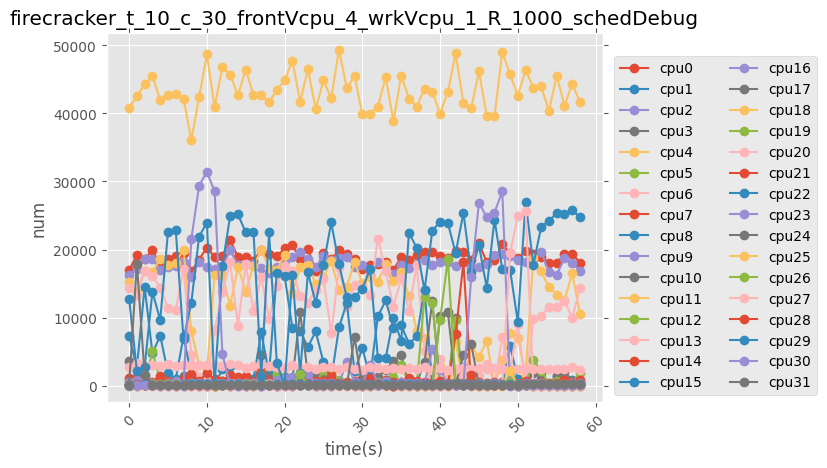 firecracker_t_10_c_30_frontVcpu_4_wrkVcpu_1_R_1000_schedDebug
50000
40000
30000
20000
10000
0
num
0
10
20
30
40
50
60
time(s)
cpu0
cpu1
cpu2
cpu3
cpu4
cpu5
cpu6
cpu7
cpu8
cpu9
cpu10
cpu11
cpu12
cpu13
cpu14
cpu15
cpu16
cpu17
cpu18
cpu19
cpu20
cpu21
cpu22
cpu23
cpu24
cpu25
cpu26
cpu27
cpu28
cpu29
cpu30
cpu31